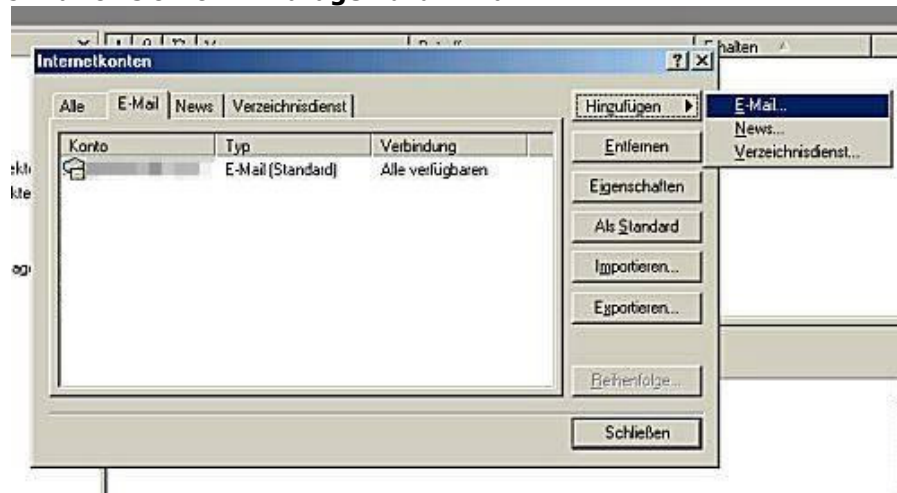 Internetkonten
Alle E-Mail News Verzeichnisdienst
Hinzufügen
E-Mail...
News...
Verzeichnisdienst...
Konto Typ Verbindung
E-Mail (Standard) Alle verfügbaren
Entfernen
Eigenschaften
Als Standard
Importieren...
Exportieren...
Reihenfolge...
Schließen